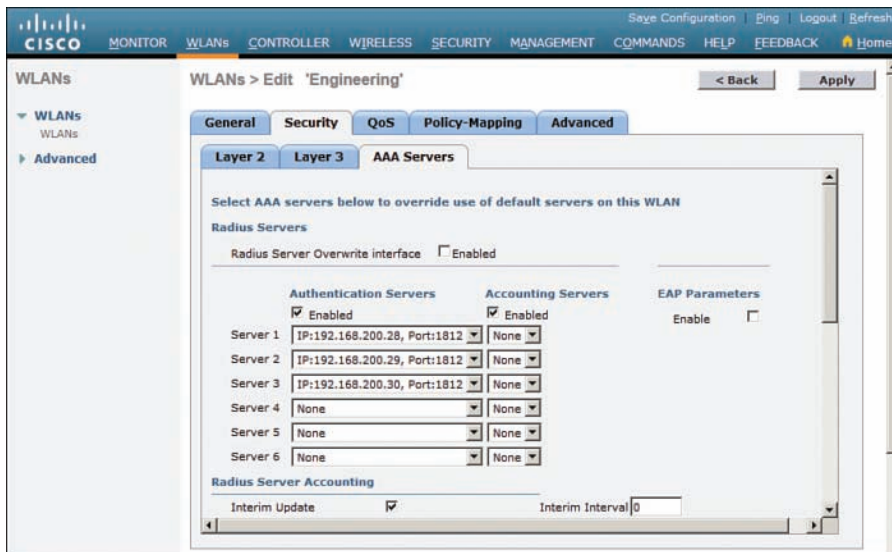 Save Configuration Ping Logout Refresh
CISCO MONITOR WLANs CONTROLLER WIRELESS SECURITY MANAGEMENT COMMANDS HELP FEEDBACK Home
WLANs
WLANs
WLANs
Advanced
WLANs > Edit 'Engineering'
< Back Apply
General Security QoS Policy-Mapping Advanced
Layer 2 Layer 3 AAA Servers
Select AAA servers below to override use of default servers on this WLAN
Radius Servers
Radius Server Overwrite interface Enabled
Authentication Servers Accounting Servers EAP Parameters
Enabled Enabled Enable
Server 1 IP:192.168.200.28, Port:1812 None
Server 2 IP:192.168.200.29, Port:1812 None
Server 3 IP:192.168.200.30, Port:1812 None
Server 4 None None
Server 5 None None
Server 6 None None
Radius Server Accounting
Interim Update Interim Interval 0